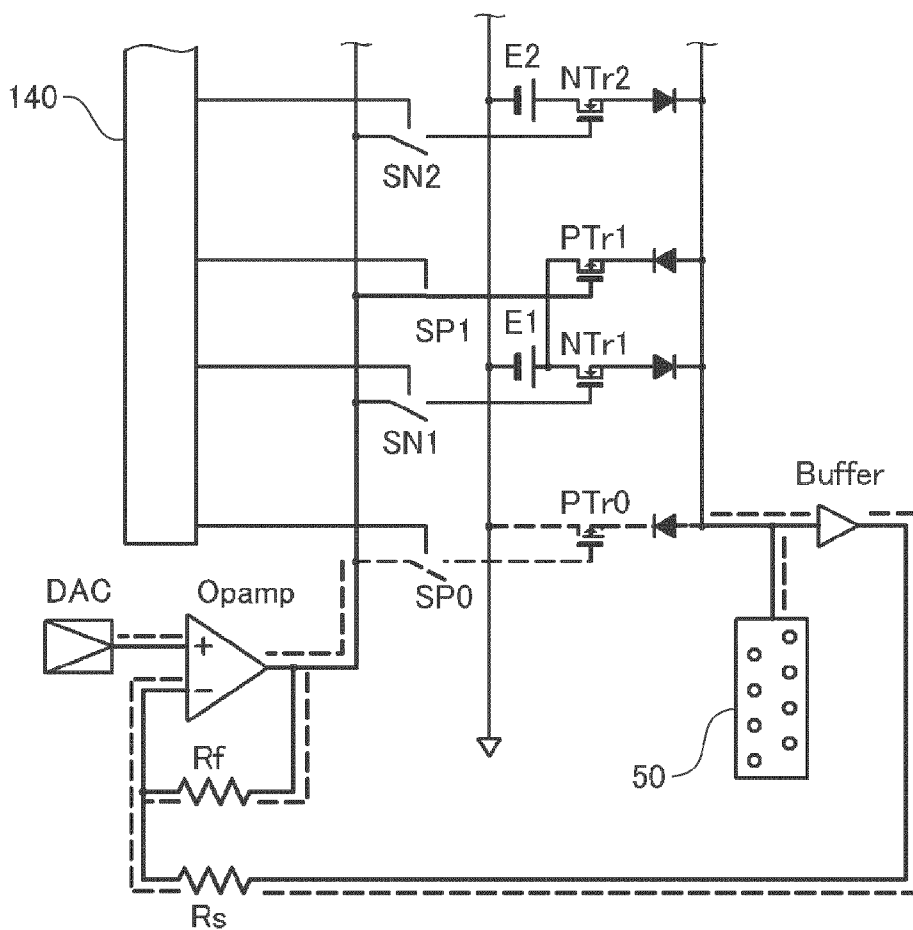 E2
NTr2
140
SN2
PTr1
SP1
E1
NTr1
SN1
Buffer
PTr0
DAC
Opamp
SP0
+
−
Rf
50
Rs